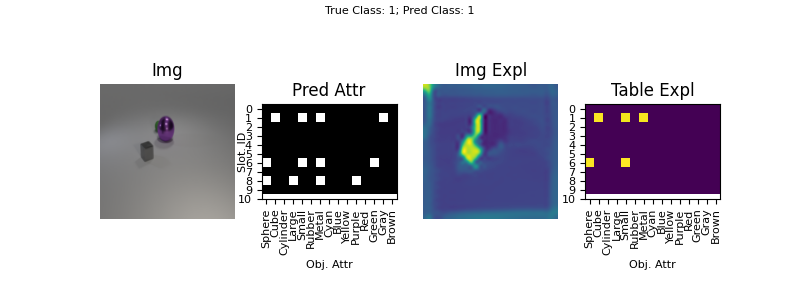 True Class: 1; Pred Class: 1
Img
Pred Attr
Img Expl
Table Expl
Slot. ID
0
1
2
3
4
5
6
7
8
9
10
Sphere
Cube
Cylinder
Large
Small
Rubber
Metal
Cyan
Blue
Yellow
Purple
Red
Green
Gray
Brown
Obj. Attr
0
1
2
3
4
5
6
7
8
9
10
Sphere
Cube
Cylinder
Large
Small
Rubber
Metal
Cyan
Blue
Yellow
Purple
Red
Green
Gray
Brown
Obj. Attr